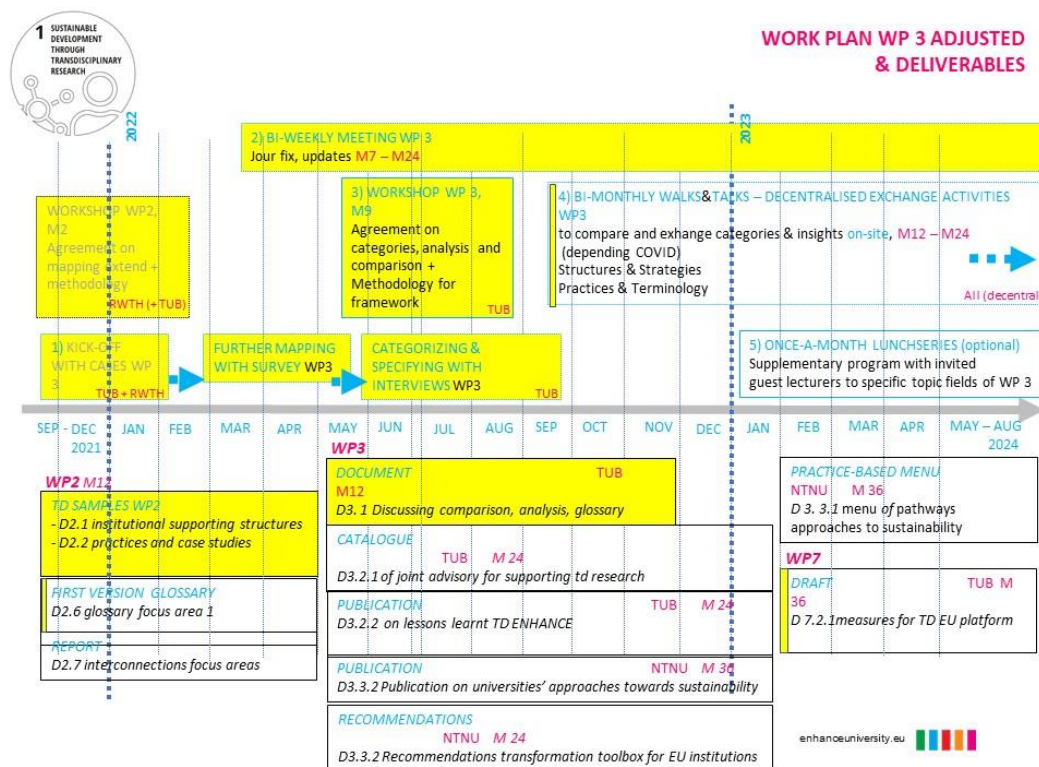 1 SUSTAINABLE
DEVELOPMENT
THROUGH
TRANSDISCIPLINARY
RESEARCH
WORK PLAN WP 3 ADJUSTED
& DELIVERABLES
2022
2023
2) BI-WEEKLY MEETING WP 3
Jour fix, updates M7 – M24
WORKSHOP WP2,
M2
Agreement on
mapping extend +
methodology
RWTH (+ TUB)
3) WORKSHOP WP 3,
M9
Agreement on
categories, analysis and
comparison +
Methodology for
framework
TUB
4) BI-MONTHLY WALKS&TALKS – DECENTRALISED EXCHANGE ACTIVITIES
WP3
to compare and exhange categories & insights on-site, M12 – M24
(depending COVID)
Structures & Strategies
Practices & Terminology
All (decentral
1) KICK-OFF
WITH CASES WP
3
TUB + RWTH
FURTHER MAPPING
WITH SURVEY WP3
CATEGORIZING &
SPECIFYING WITH
INTERVIEWS WP3
TUB
5) ONCE-A-MONTH LUNCHSERIES (optional)
Supplementary program with invited
guest lecturers to specific topic fields of WP 3
SEP - DEC JAN FEB MAR APR MAY JUN JUL AUG SEP OCT NOV DEC JAN FEB MAR APR MAY – AUG
2021 2024
WP2 M12
TD SAMPLES WP2
- D2.1 institutional supporting structures
- D2.2 practices and case studies
FIRST VERSION GLOSSARY
D2.6 glossary focus area 1
REPORT
D2.7 interconnections focus areas
WP3
DOCUMENT TUB
M12
D3. 1 Discussing comparison, analysis, glossary
CATALOGUE
TUB M 24
D3.2.1 of joint advisory for supporting td research
PUBLICATION TUB M 24
D3.2.2 on lessons learnt TD ENHANCE
PUBLICATION NTNU M 36
D3.3.2 Publication on universities' approaches towards sustainability
RECOMMENDATIONS
NTNU M 24
D3.3.2 Recommendations transformation toolbox for EU institutions
PRACTICE-BASED MENU
NTNU M 36
D 3. 3.1 menu of pathways
approaches to sustainability
WP7
DRAFT TUB M
36
D 7.2.1 measures for TD EU platform
enhanceuniversity.eu